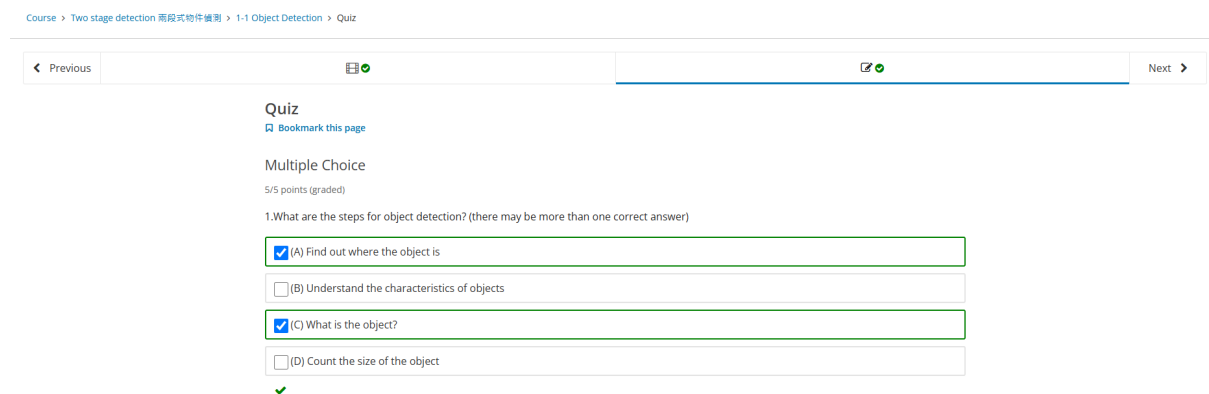 Course > Two stage detection 兩段式物件偵測 > 1-1 Object Detection > Quiz
Previous
Next
Quiz
Bookmark this page
Multiple Choice
5/5 points (graded)
1.What are the steps for object detection? (there may be more than one correct answer)
(A) Find out where the object is
(B) Understand the characteristics of objects
(C) What is the object?
(D) Count the size of the object